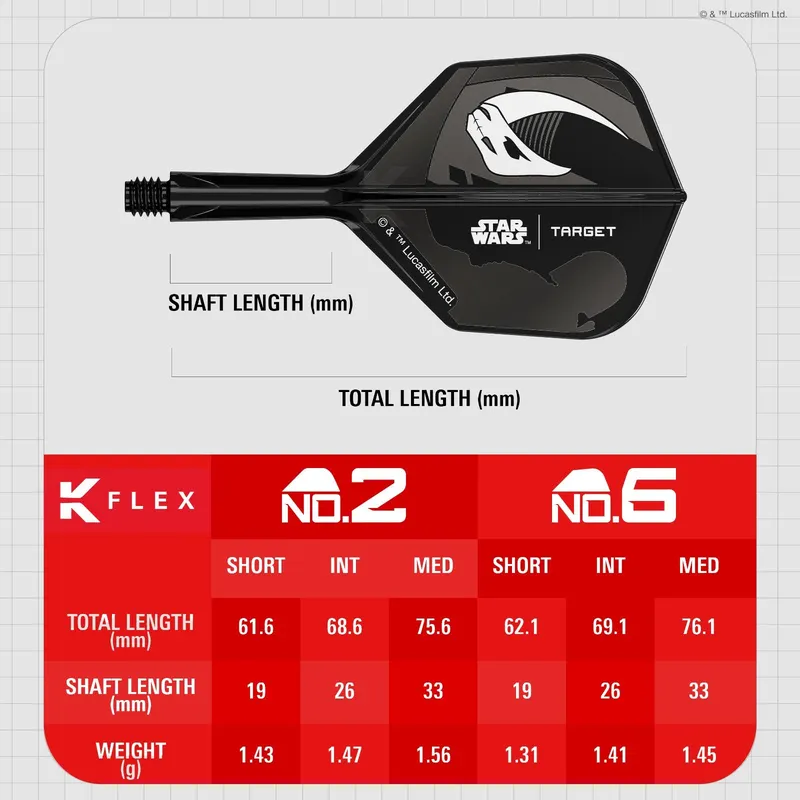 © & ™ Lucasfilm Ltd.
STAR WARS™ | TARGET
© & ™ Lucasfilm Ltd.
SHAFT LENGTH (mm)
TOTAL LENGTH (mm)
K FLEX NO.2 NO.6
SHORT INT MED SHORT INT MED
TOTAL LENGTH (mm) 61.6 68.6 75.6 62.1 69.1 76.1
SHAFT LENGTH (mm) 19 26 33 19 26 33
WEIGHT (g) 1.43 1.47 1.56 1.31 1.41 1.45